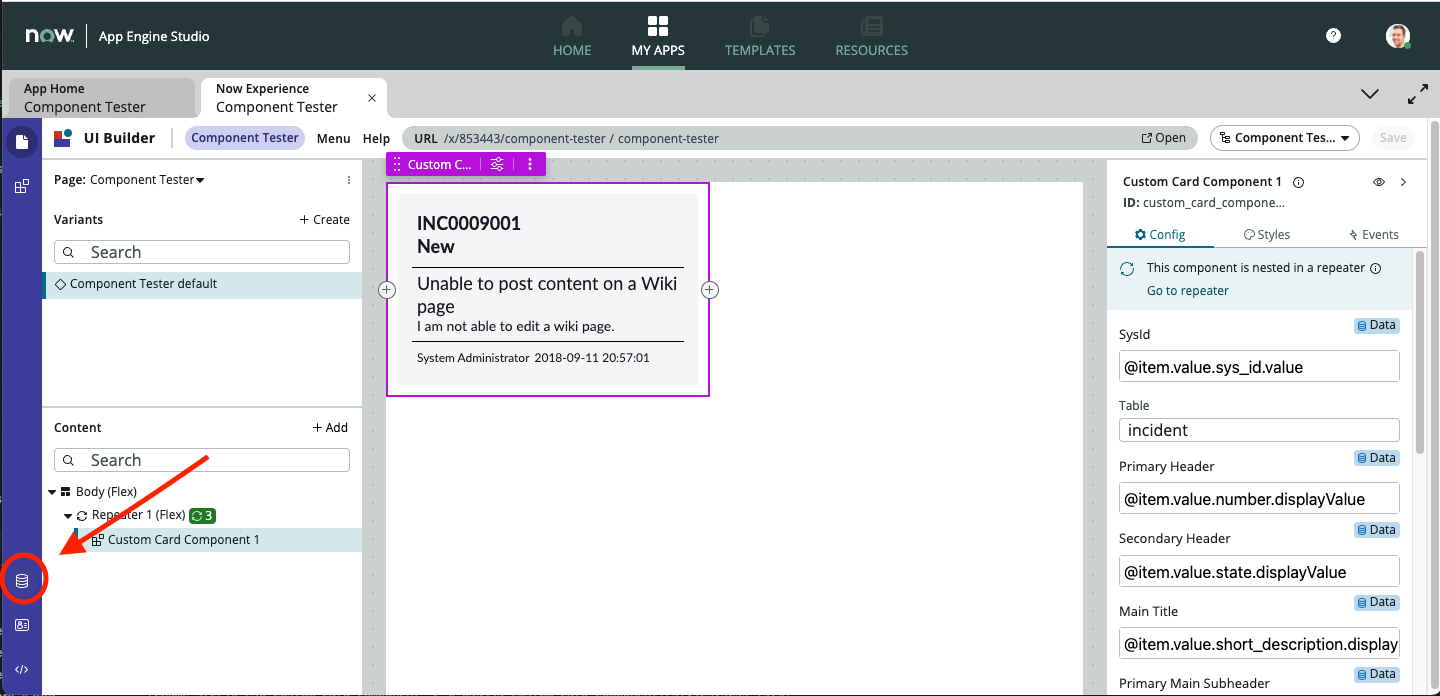 now
App Engine Studio
HOME
MY APPS
TEMPLATES
RESOURCES
App Home
Component Tester
Now Experience
Component Tester
UI Builder
Component Tester
Menu
Help
URL /x/853443/component-tester / component-tester
Open
Component Tes...
Save
Page: Component Tester
Variants
+ Create
Search
Component Tester default
Content
+ Add
Search
Body (Flex)
Repeater 1 (Flex) 3
Custom Card Component 1
Custom C...
INC0009001
New
Unable to post content on a Wiki
page
I am not able to edit a wiki page.
System Administrator 2018-09-11 20:57:01
Custom Card Component 1
ID: custom_card_compone...
Config
Styles
Events
This component is nested in a repeater
Go to repeater
Data
SysId
@item.value.sys_id.value
Table
incident
Data
Primary Header
@item.value.number.displayValue
Data
Secondary Header
@item.value.state.displayValue
Data
Main Title
@item.value.short_description.display
Data
Primary Main Subheader